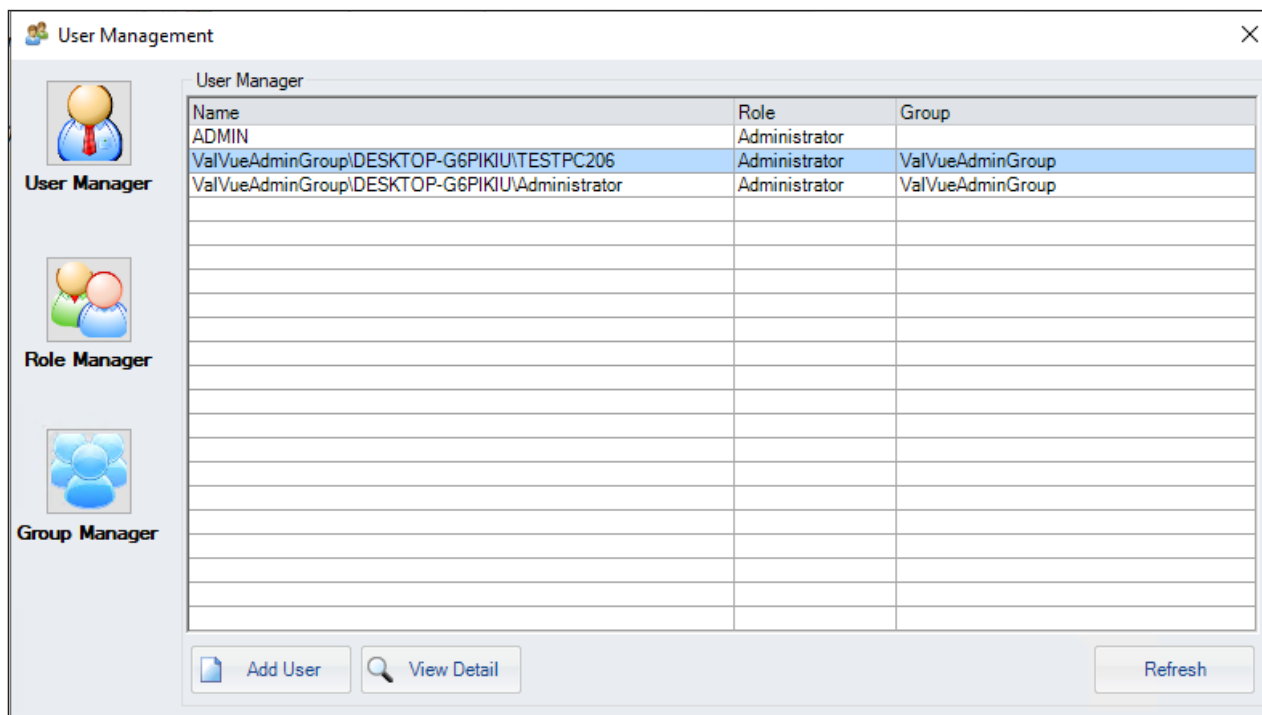 User Management
User Manager
Name Role Group
ADMIN Administrator
ValVueAdminGroup\DESKTOP-G6PIKIU\TESTPC206 Administrator ValVueAdminGroup
ValVueAdminGroup\DESKTOP-G6PIKIU\Administrator Administrator ValVueAdminGroup
User Manager
Role Manager
Group Manager
Add User View Detail Refresh